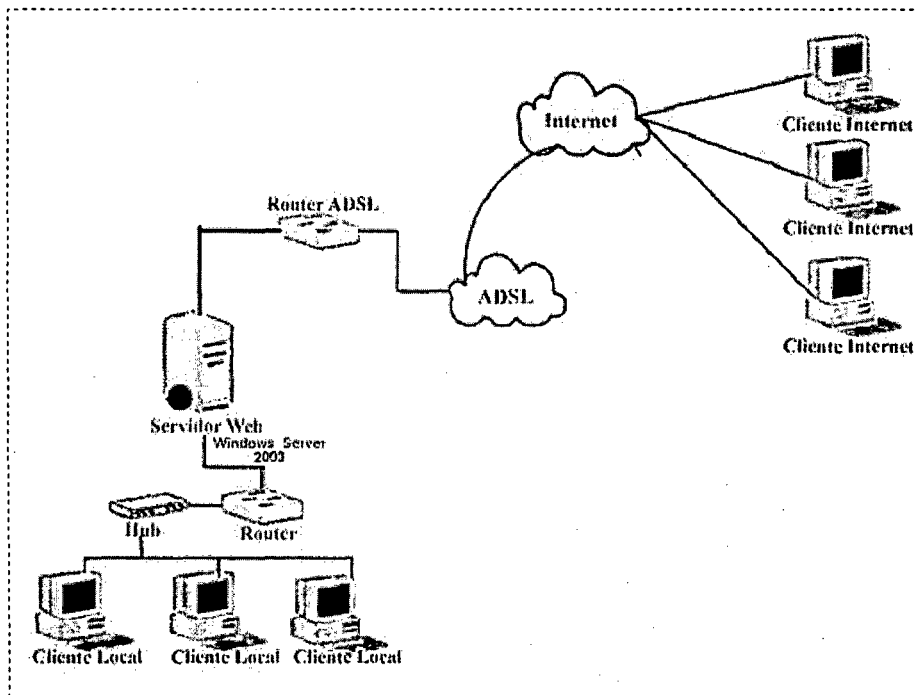 Internet
Cliente Internet
Cliente Internet
Cliente Internet
Router ADSL
ADSL
Servidor Web
Windows Server
2003
Hub
Router
Cliente Local
Cliente Local
Cliente Local